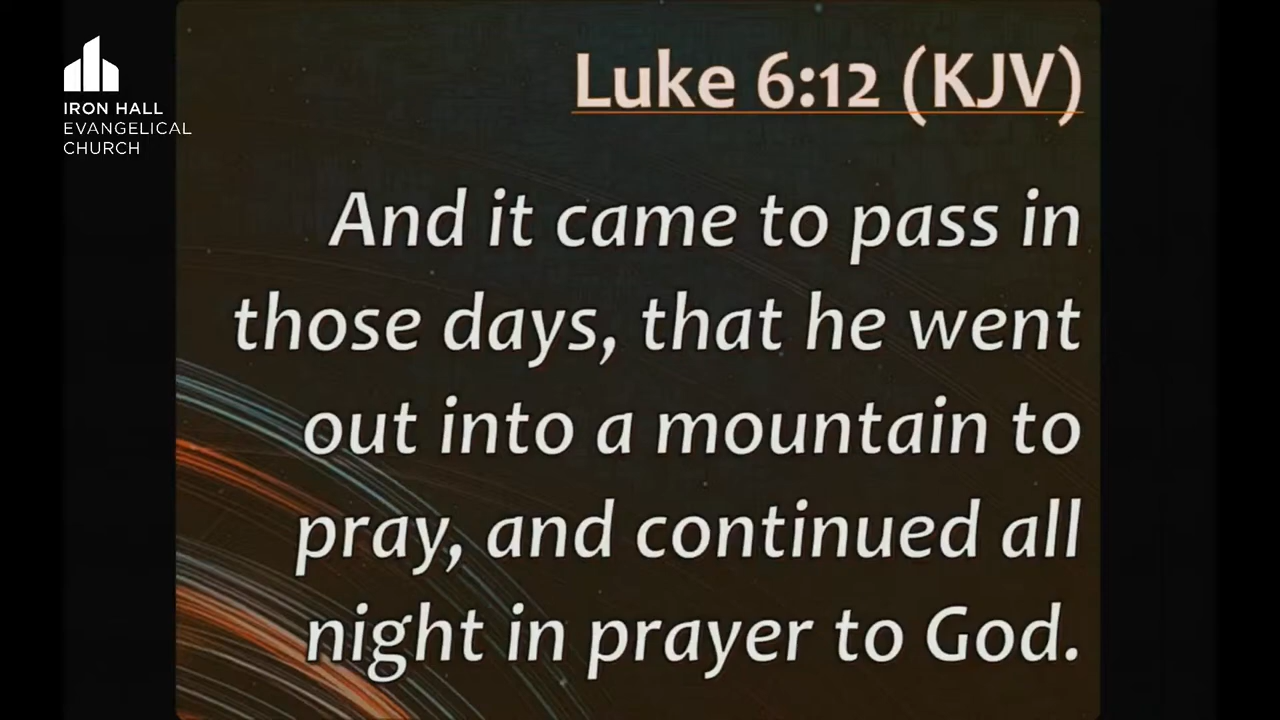 IRON HALL
EVANGELICAL
CHURCH
Luke 6:12 (KJV)
And it came to pass in
those days, that he went
out into a mountain to
pray, and continued all
night in prayer to God.